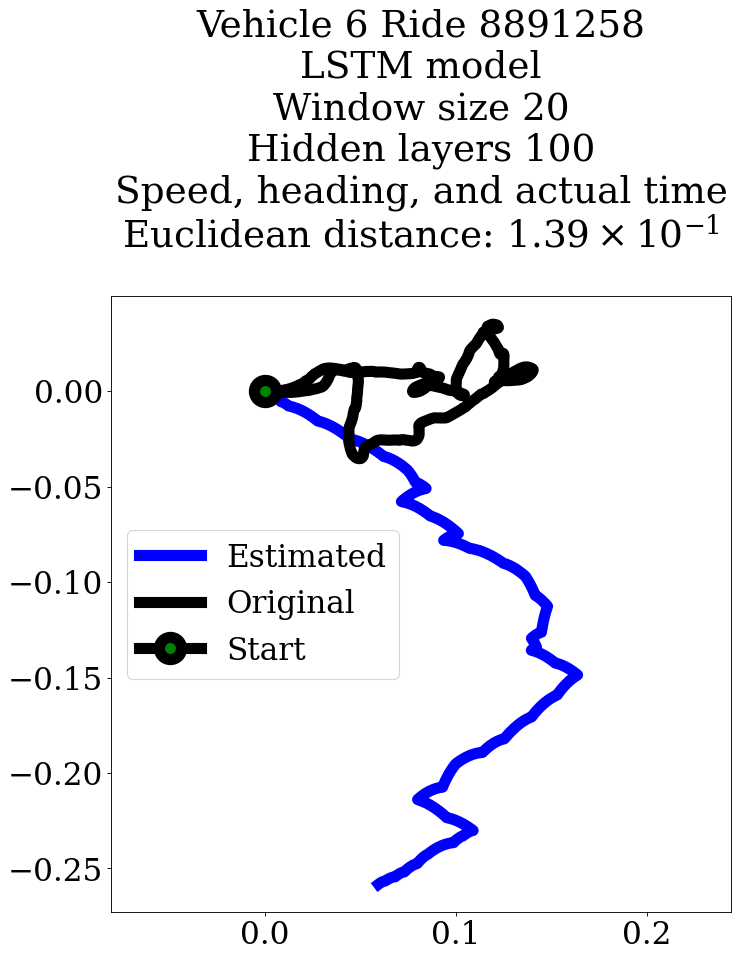 Vehicle 6 Ride 8891258
LSTM model
Window size 20
Hidden layers 100
Speed, heading, and actual time
Euclidean distance: 1.39 × 10⁻¹
0.00
−0.05
−0.10
−0.15
−0.20
−0.25
Estimated
Original
Start
0.0 0.1 0.2